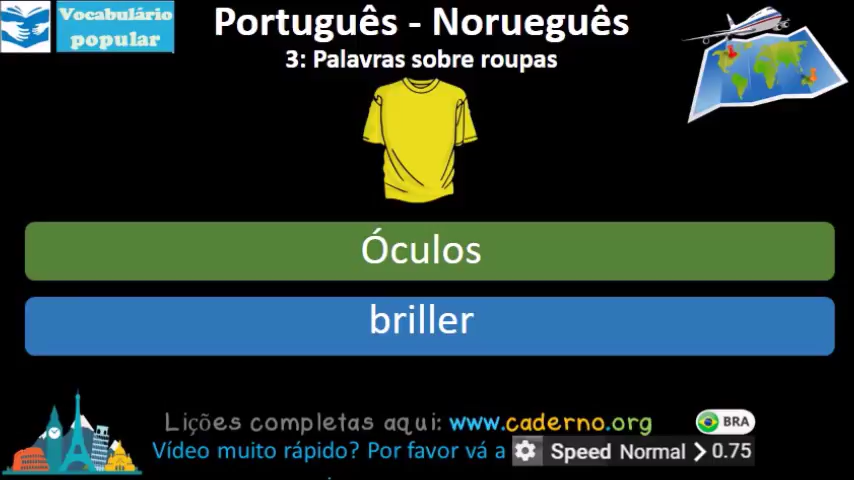 Vocabulário
popular
Português - Norueguês
3: Palavras sobre roupas
Óculos
briller
Lições completas aqui: www.caderno.org
BRA
Vídeo muito rápido? Por favor vá a Speed Normal > 0.75